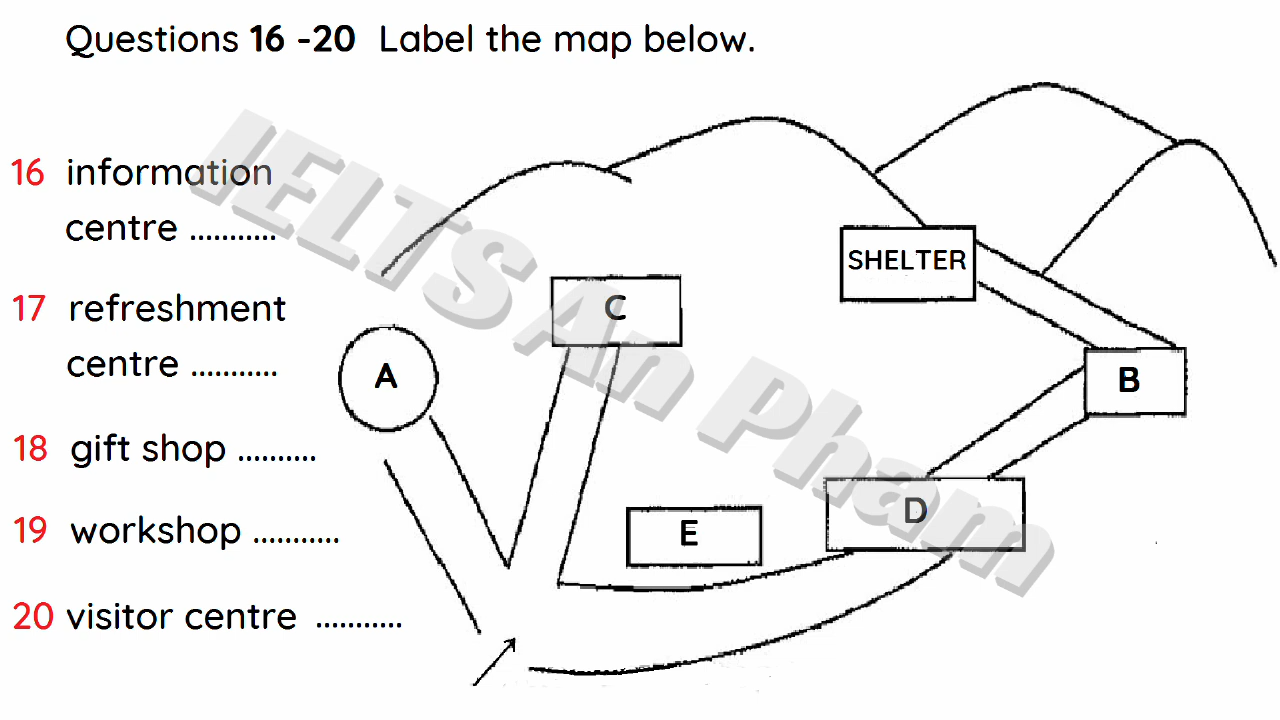 Questions 16 -20 Label the map below.
16 information
centre ...........
17 refreshment
centre ...........
18 gift shop ..........
19 workshop ...........
20 visitor centre ...........
SHELTER
C
A
B
D
E
IELTS An Pham